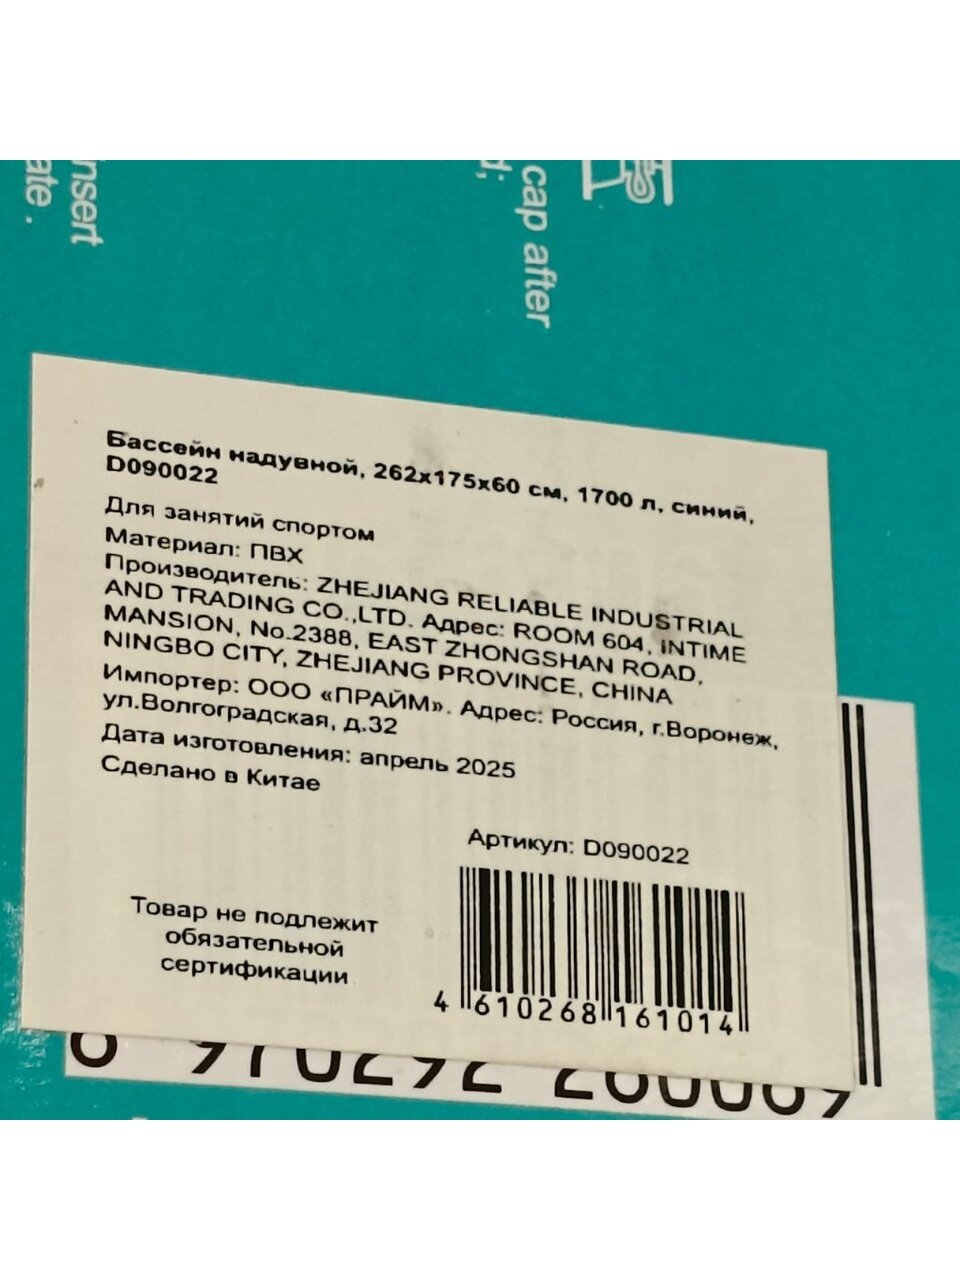 nsert
ate.
cap after
d;
Бассейн надувной, 262х175х60 см, 1700 л, синий,
D090022
Для занятий спортом
Материал: ПВХ
Производитель: ZHEJIANG RELIABLE INDUSTRIAL
AND TRADING CO.,LTD. Адрес: ROOM 604, INTIME
MANSION, No.2388, EAST ZHONGSHAN ROAD,
NINGBO CITY, ZHEJIANG PROVINCE, CHINA
Импортер: ООО «ПРАЙМ». Адрес: Россия, г.Воронеж,
ул.Волгоградская, д.32
Дата изготовления: апрель 2025
Сделано в Китае
Артикул: D090022
Товар не подлежит
обязательной
сертификации
4 610268 161014